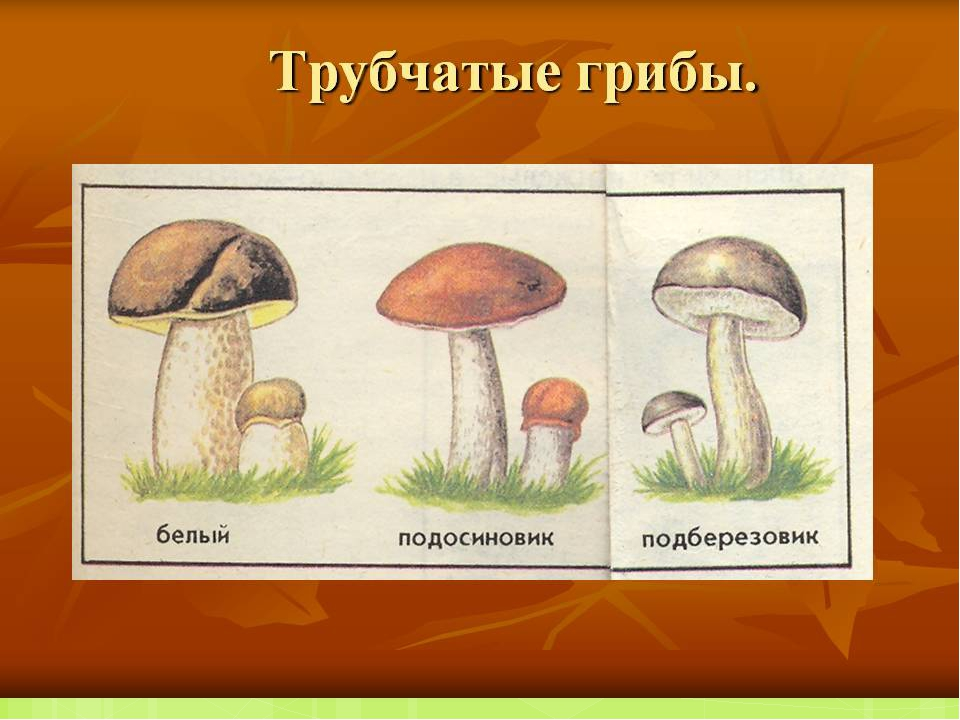 Трубчатые грибы.
белый
подосиновик
подберезовик